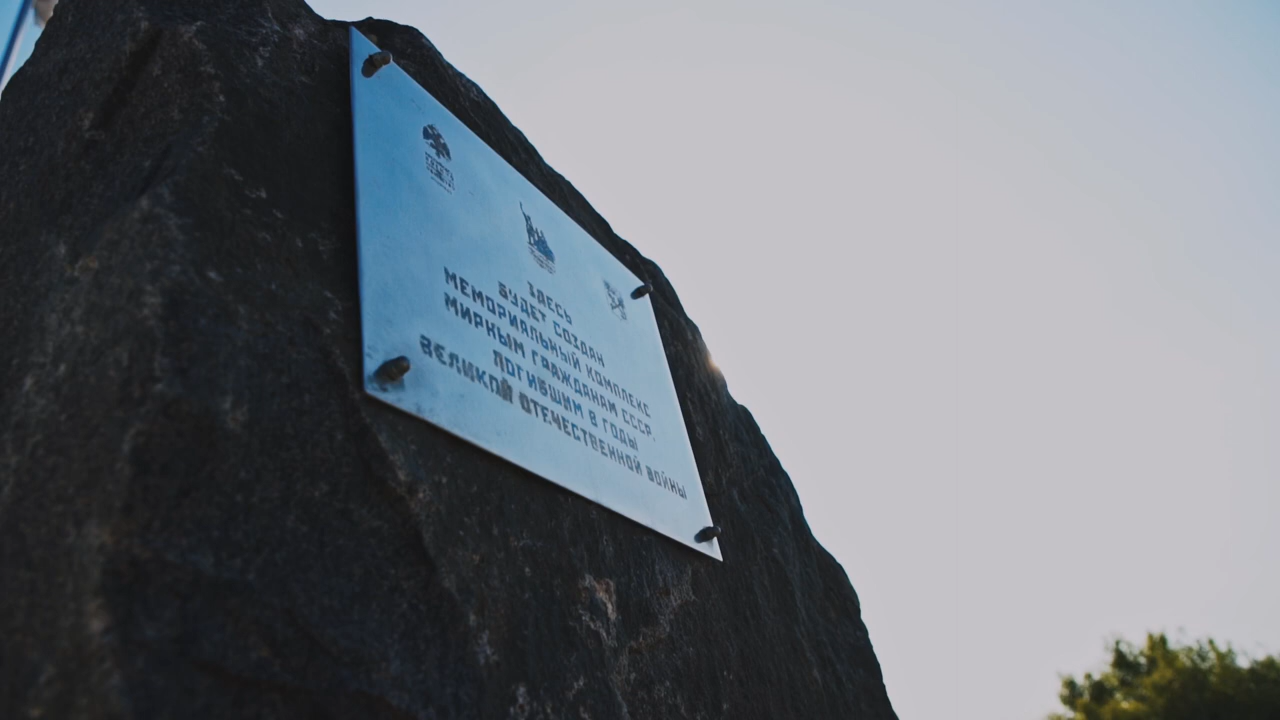 ЗДЕСЬ
БУДЕТ СОЗДАН
МЕМОРИАЛЬНЫЙ КОМПЛЕКС
МИРНЫМ ГРАЖДАНАМ СССР,
ПОГИБШИМ В ГОДЫ
ВЕЛИКОЙ ОТЕЧЕСТВЕННОЙ ВОЙНЫ